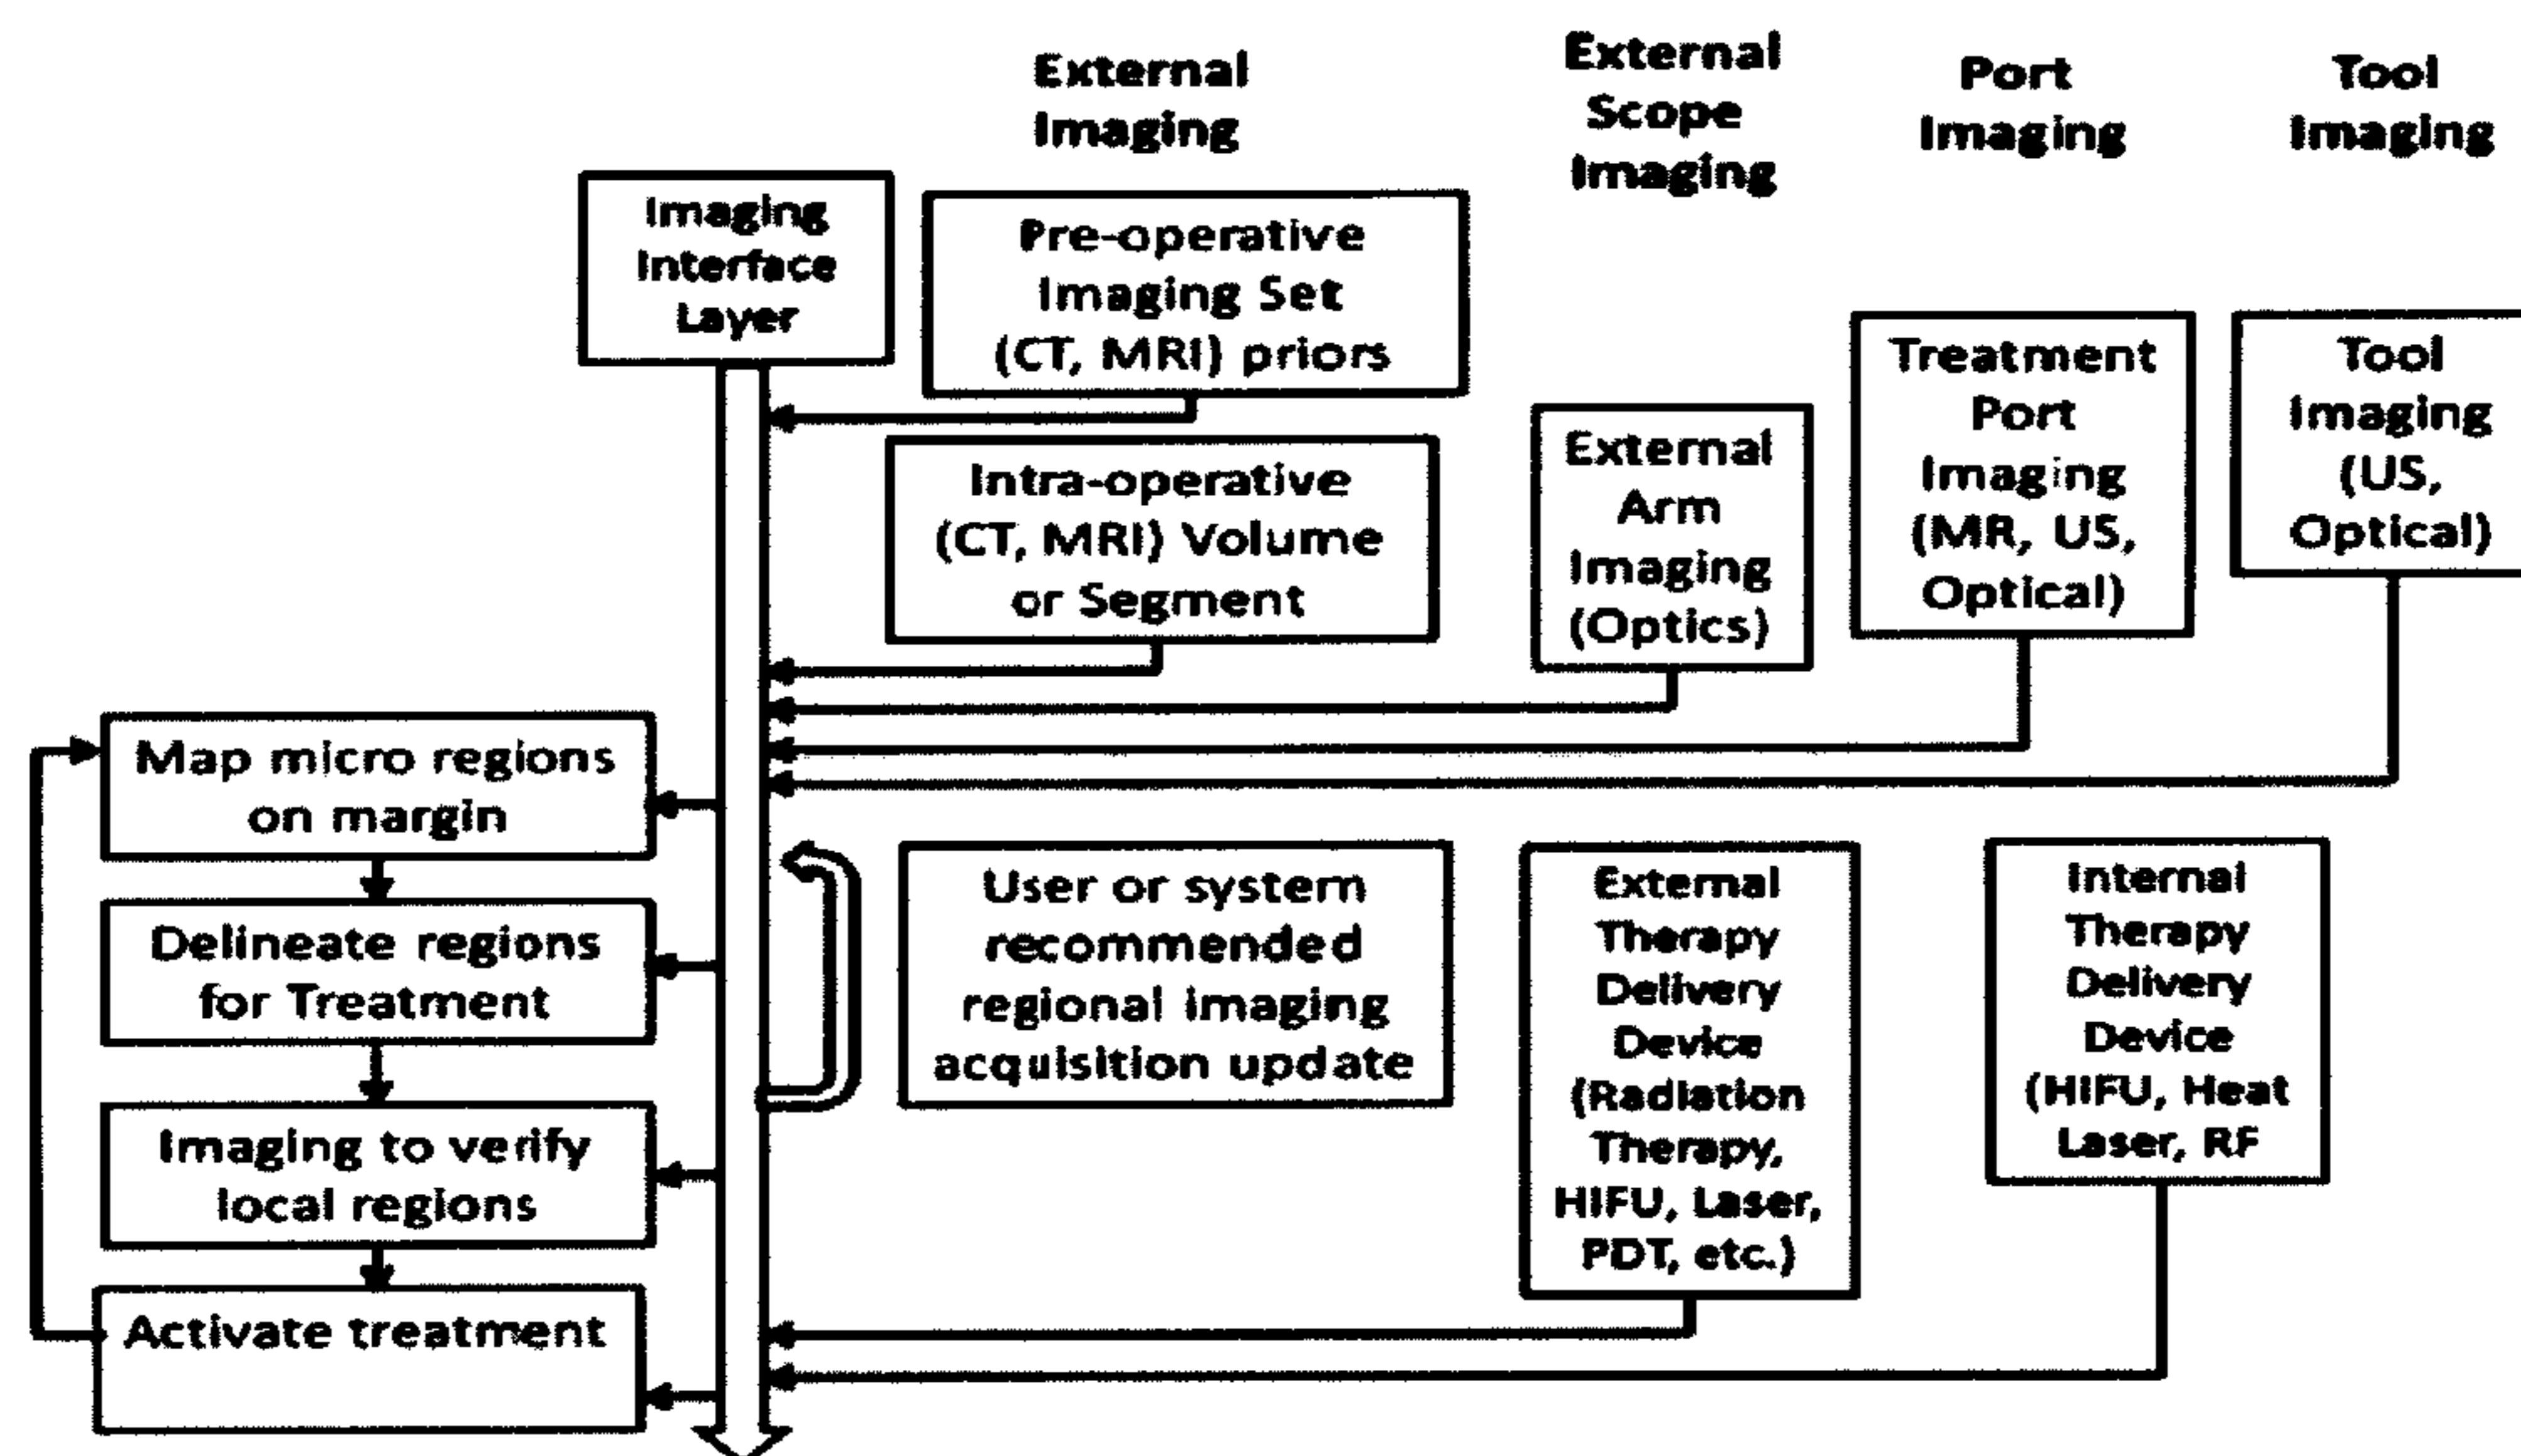 External
Imaging
External
Scope
Imaging
Port
Imaging
Tool
Imaging
Imaging
Interface
Layer
Pre-operative
Imaging Set
(CT, MRI) priors
Intra-operative
(CT, MRI) Volume
or Segment
External
Arm
Imaging
(Optics)
Treatment
Port
Imaging
(MR, US,
Optical)
Tool
Imaging
(US,
Optical)
Map micro regions
on margin
Delineate regions
for Treatment
Imaging to verify
local regions
Activate treatment
User or system
recommended
regional imaging
acquisition update
External
Therapy
Delivery
Device
(Radiation
Therapy,
HIFU, Laser,
PDT, etc.)
Internal
Therapy
Delivery
Device
(HIFU, Heat
Laser, RF